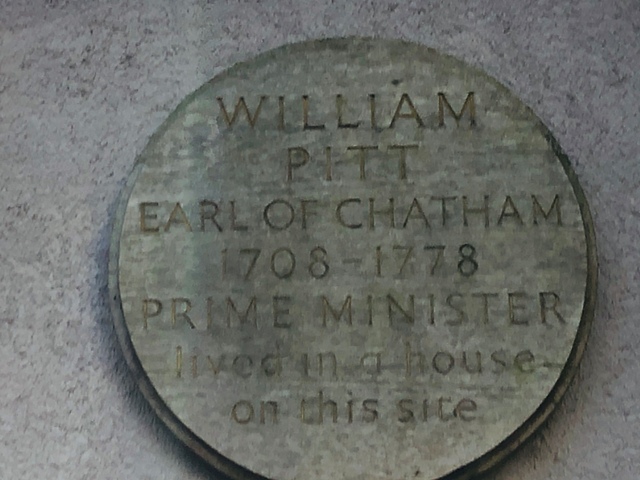 WILLIAM
PITT
EARL OF CHATHAM
1708-1778
PRIME MINISTER
lived in a house
on this site